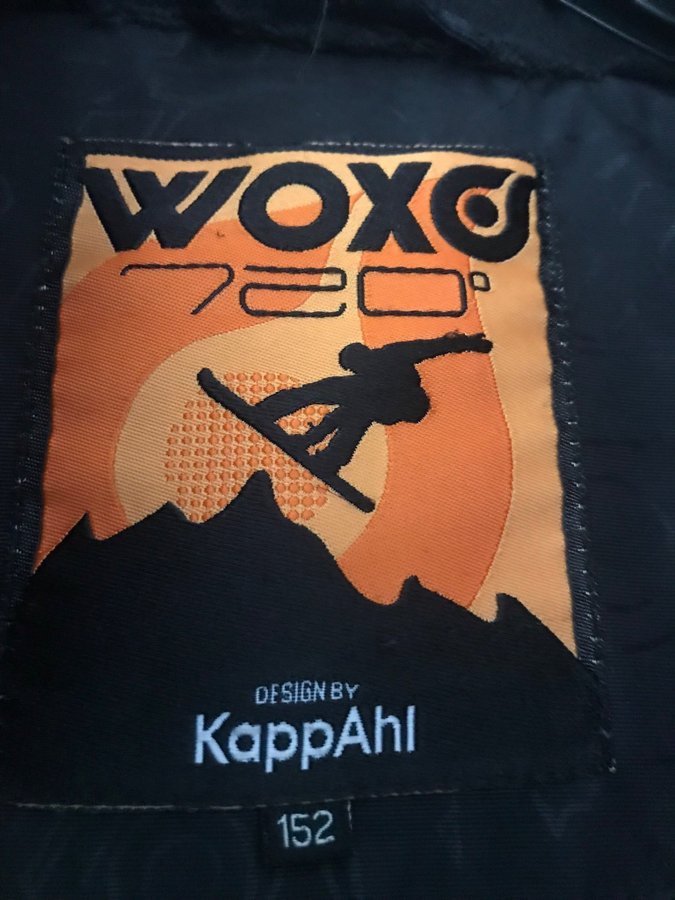 WOXO
720°
DESIGN BY
KappAhl
152